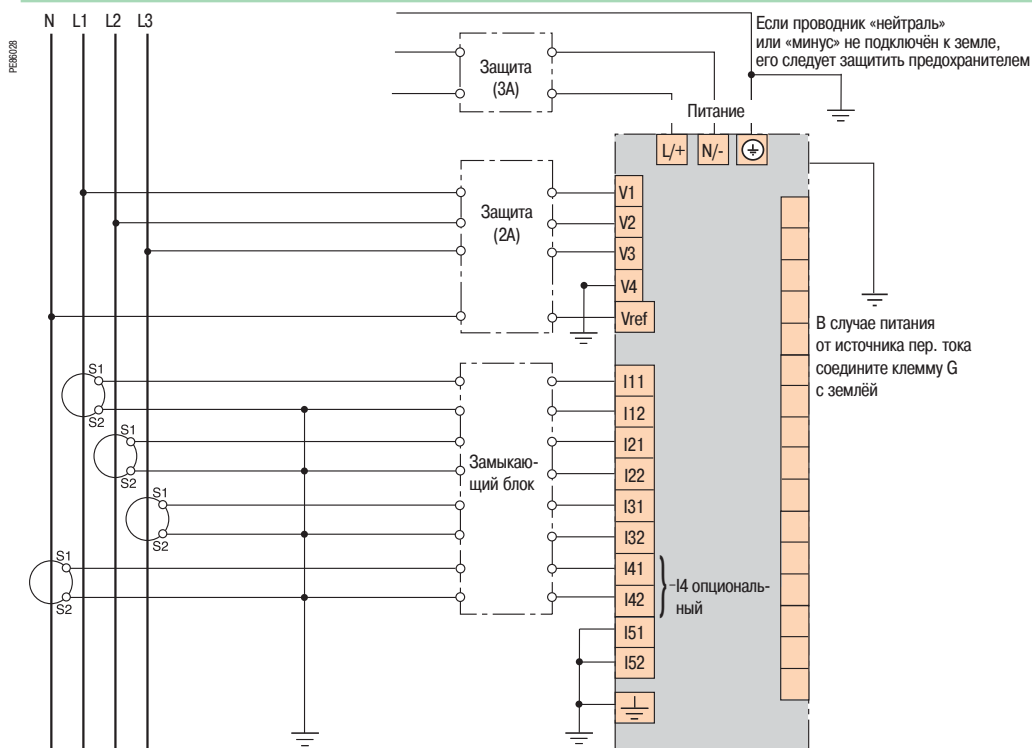 N L1 L2 L3
PE86028
Если проводник «нейтраль»
или «минус» не подключён к земле,
его следует защитить предохранителем
Защита
(3A)
Питание
L/+ N/-
V1
Защита
(2A)
V2
V3
V4
Vref
В случае питания
от источника пер. тока
соедините клемму G
с землёй
S1
S2
S1
S2
S1
S2
S1
S2
Замыкаю-
щий блок
I11
I12
I21
I22
I31
I32
I41
I42
I4 опциональ-
ный
I51
I52